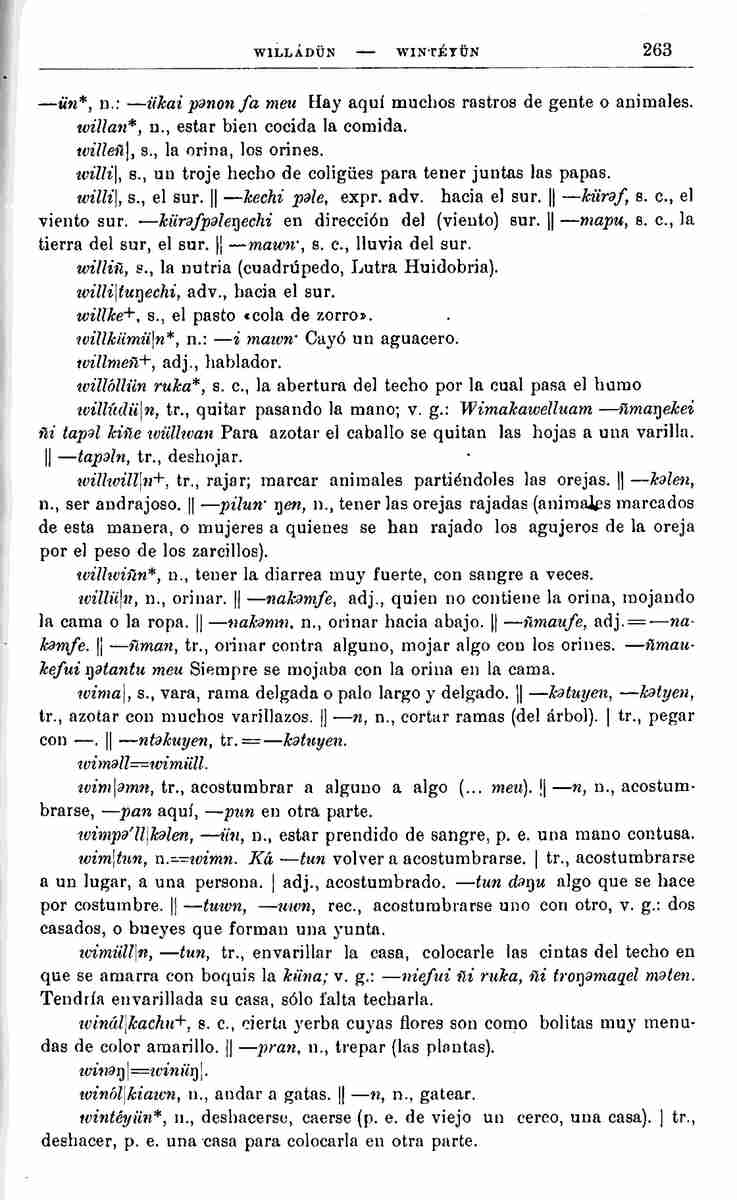 WILLÁDÜN — WINTÉYÜN 263
—ün*, n.: —ükai pənon fa meu Hay aquí muchos rastros de gente o animales.
willan*, n., estar bien cocida la comida.
willeñ|, s., la orina, los orines.
willi|, s., un troje hecho de coligües para tener juntas las papas.
willi|, s., el sur. || —kechi pəle, expr. adv. hacia el sur. || —kürəf, s. c., el
viento sur. —kürəfpəleŋechi en dirección del (viento) sur. || —mapu, s. c., la
tierra del sur, el sur. || —mawn·, s. c., lluvia del sur.
williñ, s., la nutria (cuadrúpedo, Lutra Huidobria).
willi|tuŋechi, adv., hacia el sur.
willke+, s., el pasto «cola de zorro».
willkümü|n*, n.: —i mawn· Cayó un aguacero.
willmeñ+, adj., hablador.
willóllün ruka*, s. c., la abertura del techo por la cual pasa el humo
willúdü|n, tr., quitar pasando la mano; v. g.: Wimakawelluam —ñmaŋekei
ñi tapəl kiñe wüllwan Para azotar el caballo se quitan las hojas a una varilla.
|| —tapəln, tr., deshojar.
willwill|n+, tr., rajar; marcar animales partiéndoles las orejas. || —kəlen,
n., ser andrajoso. || —pilun· ŋen, n., tener las orejas rajadas (animales marcados
de esta manera, o mujeres a quienes se han rajado los agujeros de la oreja
por el peso de los zarcillos).
willwiñn*, n., tener la diarrea muy fuerte, con sangre a veces.
willü|n, n., orinar. || —nakəmfe, adj., quien no contiene la orina, mojando
la cama o la ropa. || —nakəmn. n., orinar hacia abajo. || —ñmaufe, adj.=—na-
kəmfe. || —ñman, tr., orinar contra alguno, mojar algo con los orines. —ñmau-
kefui ŋətantu meu Siempre se mojaba con la orina en la cama.
wima|, s., vara, rama delgada o palo largo y delgado. || —kətuyen, —kətyen,
tr., azotar con muchos varillazos. || —n, n., cortar ramas (del árbol). | tr., pegar
con —. || —ntəkuyen, tr.=—kətuyen.
wiməll==wimüll.
wim|əmn, tr., acostumbrar a alguno a algo (... meu). || —n, n., acostum-
brarse, —pan aquí, —pun en otra parte.
wimpə'll|kəlen, —ün, n., estar prendido de sangre, p. e. una mano contusa.
wim|tun, n.==wimn. Ká —tun volver a acostumbrarse. | tr., acostumbrarse
a un lugar, a una persona. | adj., acostumbrado. —tun dəŋu algo que se hace
por costumbre. || —tuwn, —uwn, rec., acostumbrarse uno con otro, v. g.: dos
casados, o bueyes que forman una yunta.
wimüll|n, —tun, tr., envarillar la casa, colocarle las cintas del techo en
que se amarra con boquis la küna; v. g.: —niefui ñi ruka, ñi troŋəmaqel məten.
Tendría envarillada su casa, sólo falta techarla.
winál|kachu+, s. c., cierta yerba cuyas flores son como bolitas muy menu-
das de color amarillo. || —pran, n., trepar (las plantas).
winəŋ|==winüŋ|.
winól|kiawn, n., andar a gatas. || —n, n., gatear.
wintéyün*, n., deshacerse, caerse (p. e. de viejo un cerco, una casa). | tr.,
deshacer, p. e. una casa para colocarla en otra parte.